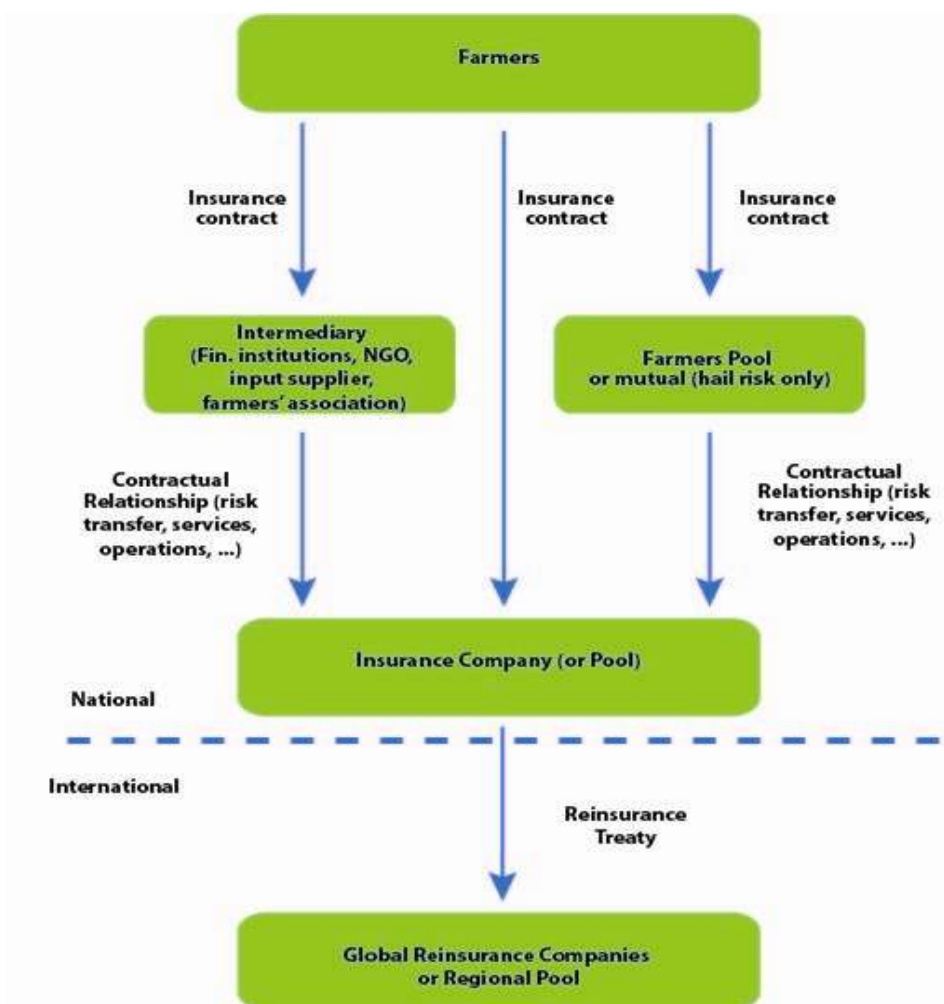 Farmers
Insurance
contract
Insurance
contract
Insurance
contract
Intermediary
(Fin. institutions, NGO,
input supplier,
farmers' association)
Farmers Pool
or mutual (hail risk only)
Contractual
Relationship (risk
transfer, services,
operations, ...)
Contractual
Relationship (risk
transfer, services,
operations, ...)
Insurance Company (or Pool)
National
International
Reinsurance
Treaty
Global Reinsurance Companies
or Regional Pool